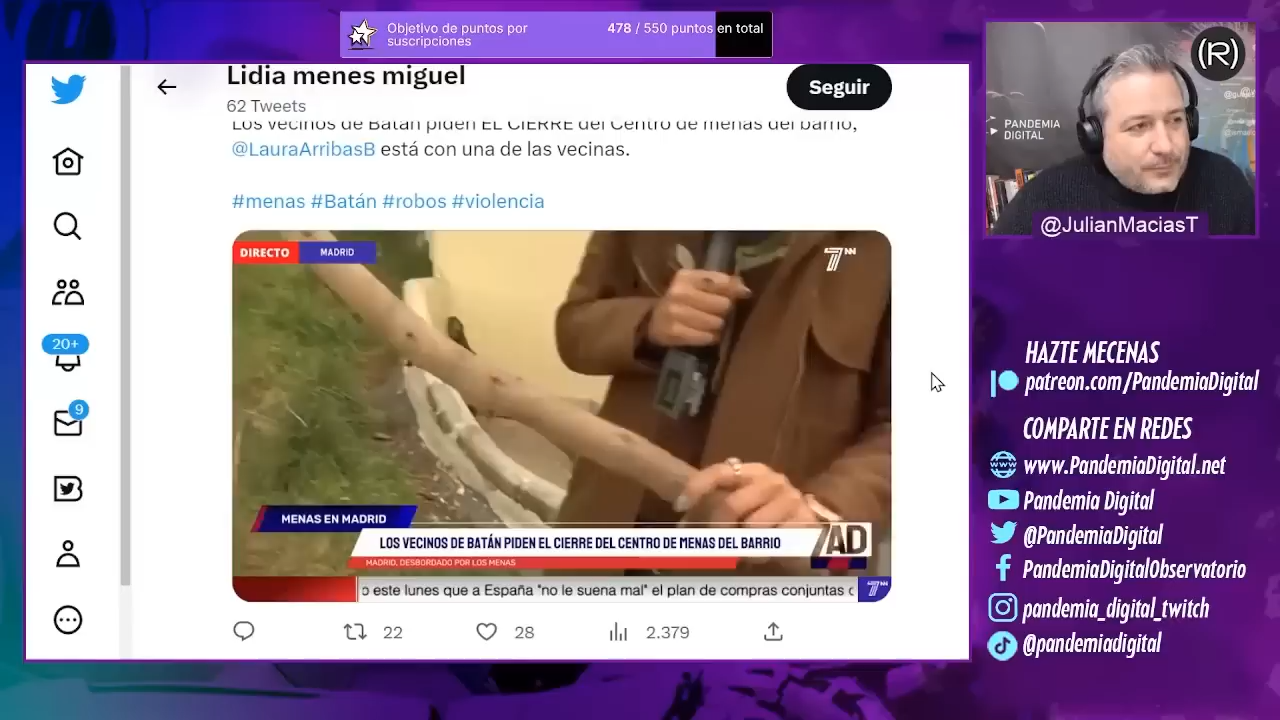 Objetivo de puntos por
suscripciones
478 / 550 puntos en total
Lidia menes miguel
62 Tweets
Seguir
Los vecinos de Batán piden EL CIERRE del Centro de menas del barrio,
@LauraArribasB está con una de las vecinas.
#menas #Batán #robos #violencia
DIRECTO
MADRID
7NN
MENAS EN MADRID
LOS VECINOS DE BATÁN PIDEN EL CIERRE DEL CENTRO DE MENAS DEL BARRIO
MADRID, DESBORDADO POR LOS MENAS
7AD
o este lunes que a España "no le suena mal" el plan de compras conjuntas
7NN
22
28
2.379
20+
9
(R)
PANDEMIA
DIGITAL
@JulianMaciasT
HAZTE MECENAS
patreon.com/PandemiaDigital
COMPARTE EN REDES
www.PandemiaDigital.net
Pandemia Digital
@PandemiaDigital
PandemiaDigitalObservatorio
pandemia_digital_twitch
@pandemiadigital